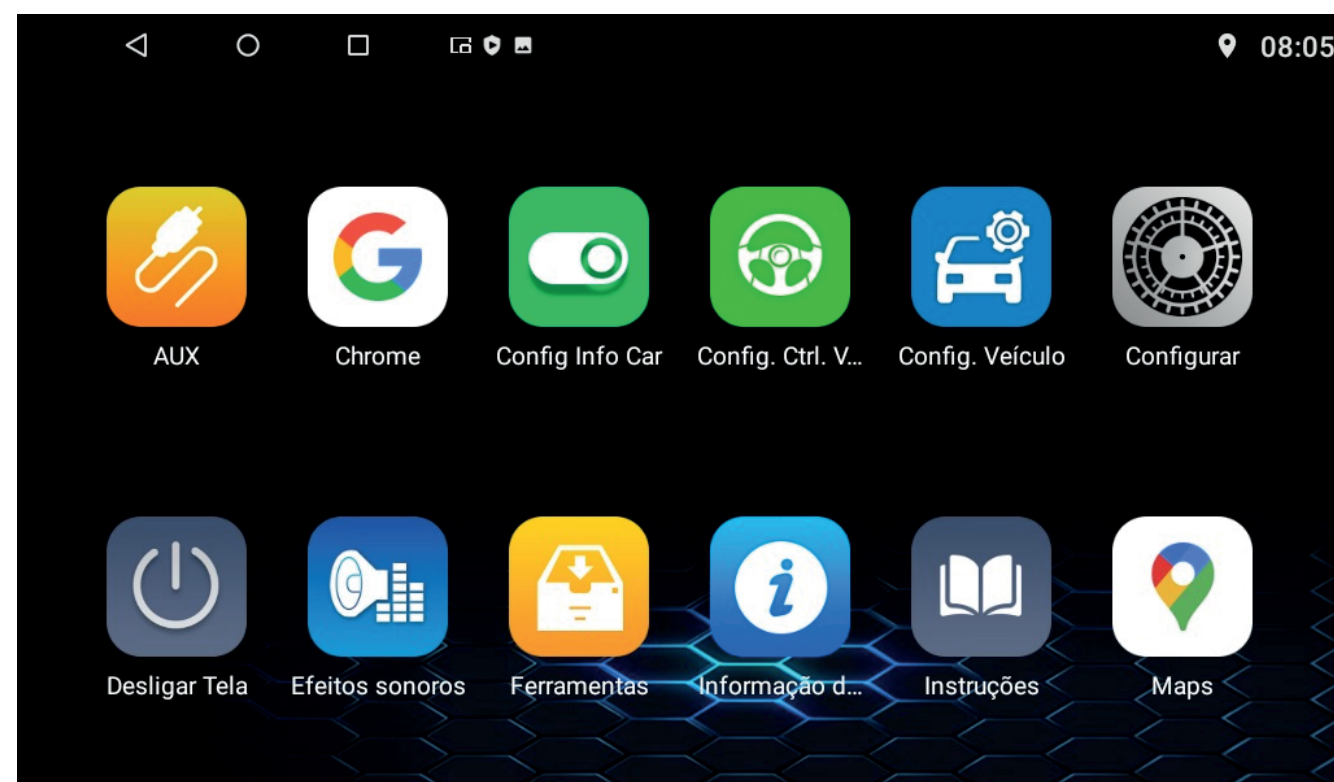 08:05
AUX
Chrome
Config Info Car
Config. Ctrl. V...
Config. Veículo
Configurar
Desligar Tela
Efeitos sonoros
Ferramentas
Informação d...
Instruções
Maps